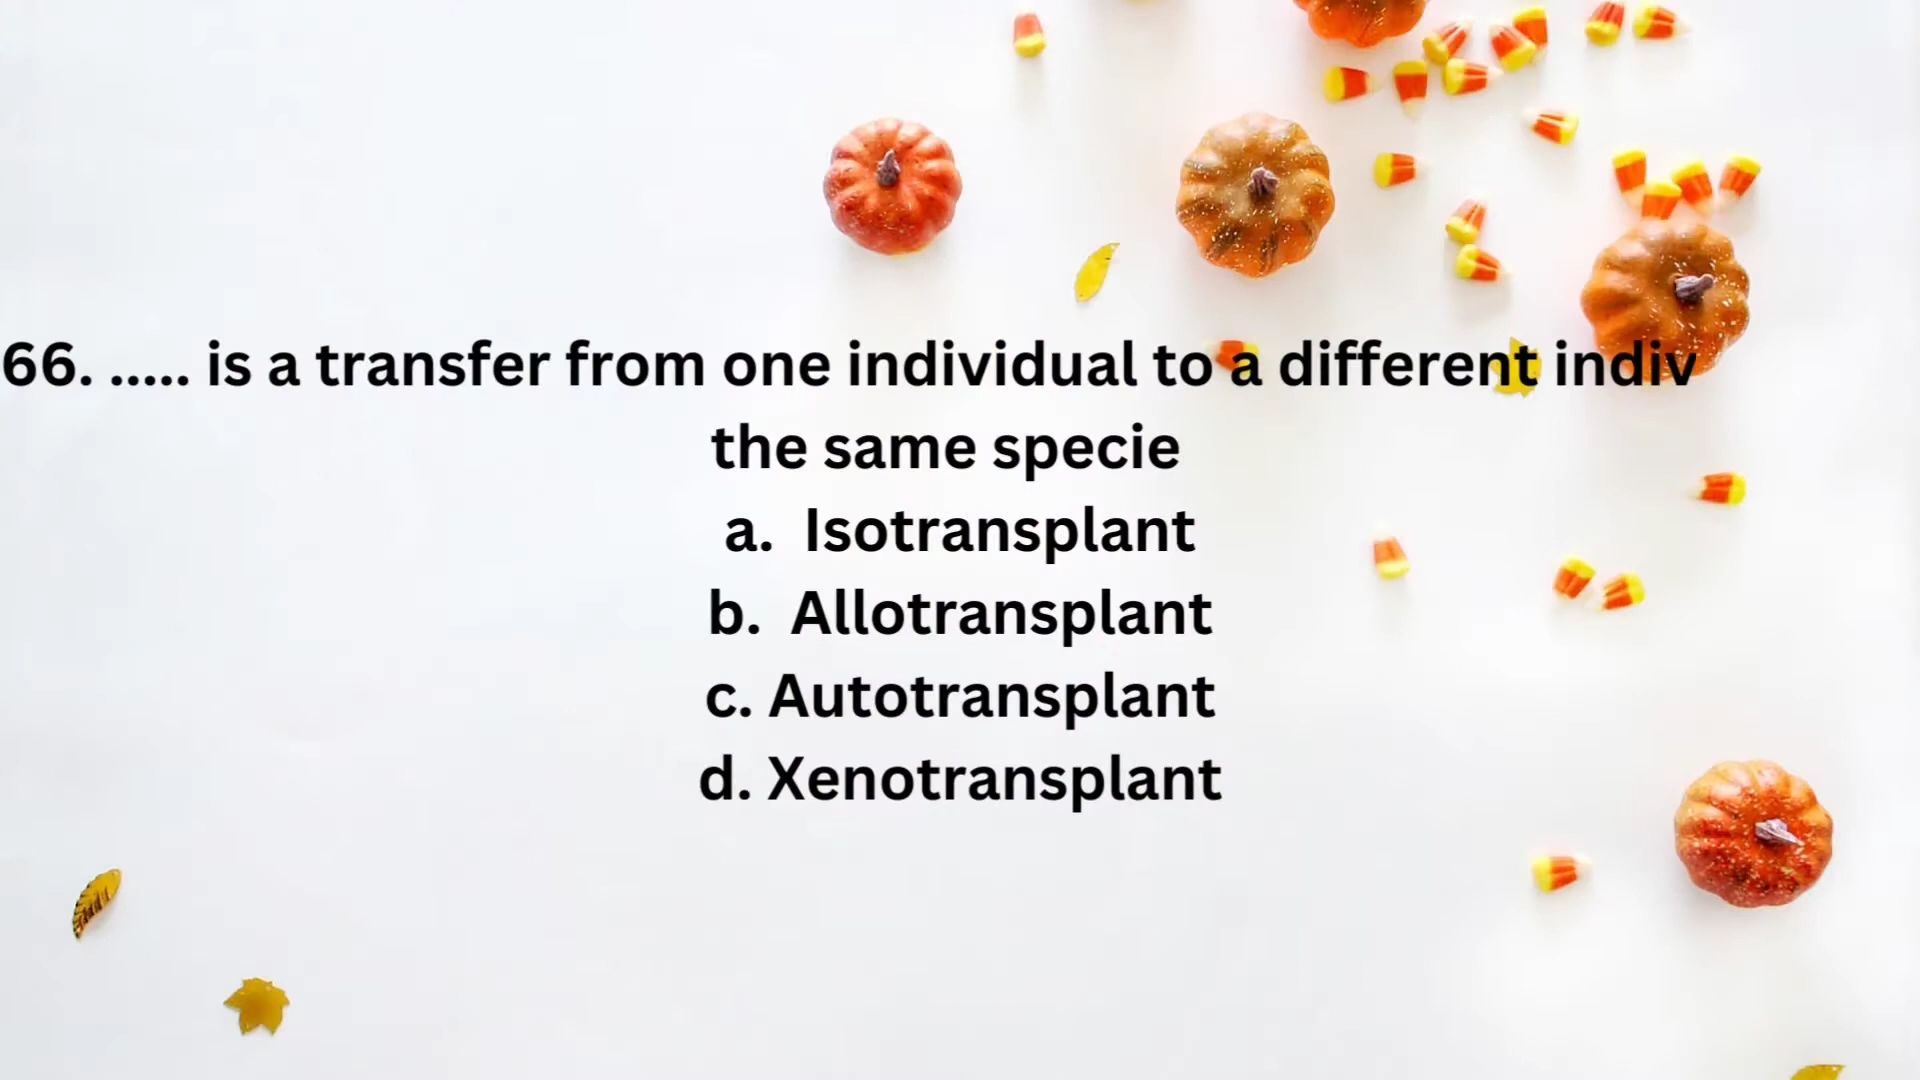 66. ..... is a transfer from one individual to a different indiv
the same specie
a. Isotransplant
b. Allotransplant
c. Autotransplant
d. Xenotransplant